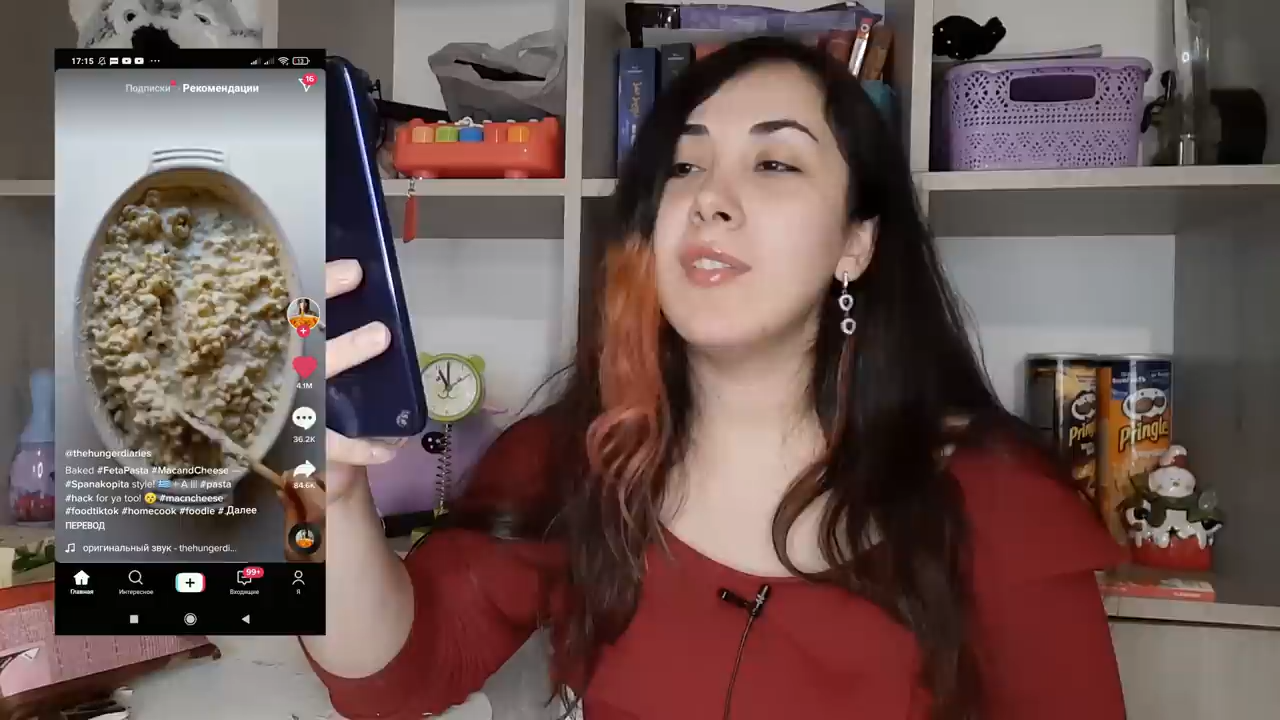 17:15
13
Подписки
Рекомендации
16
4.1M
36.2K
84.6K
@thehungerdiaries
Baked #FetaPasta #MacandCheese —
#Spanakopita style! 🇬🇷 + A lil #pasta
#hack for ya too! 😗 #macncheese
#foodtiktok #homecook #foodie #. Далее
ПЕРЕВОД
оригинальный звук - thehungerdi...
99+
Главная
Интересное
Входящие
Я
Pringles